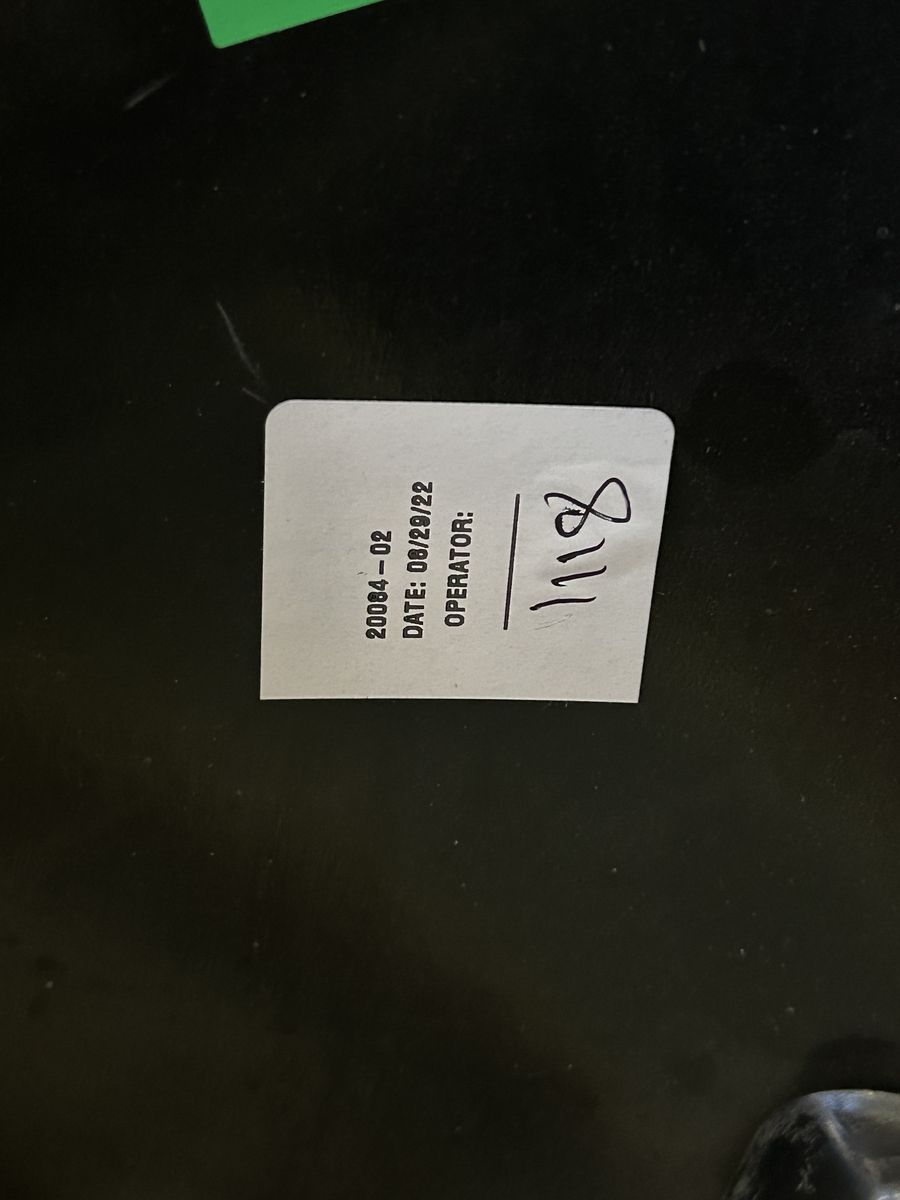 20084-02
DATE: 08/29/22
OPERATOR:
1118